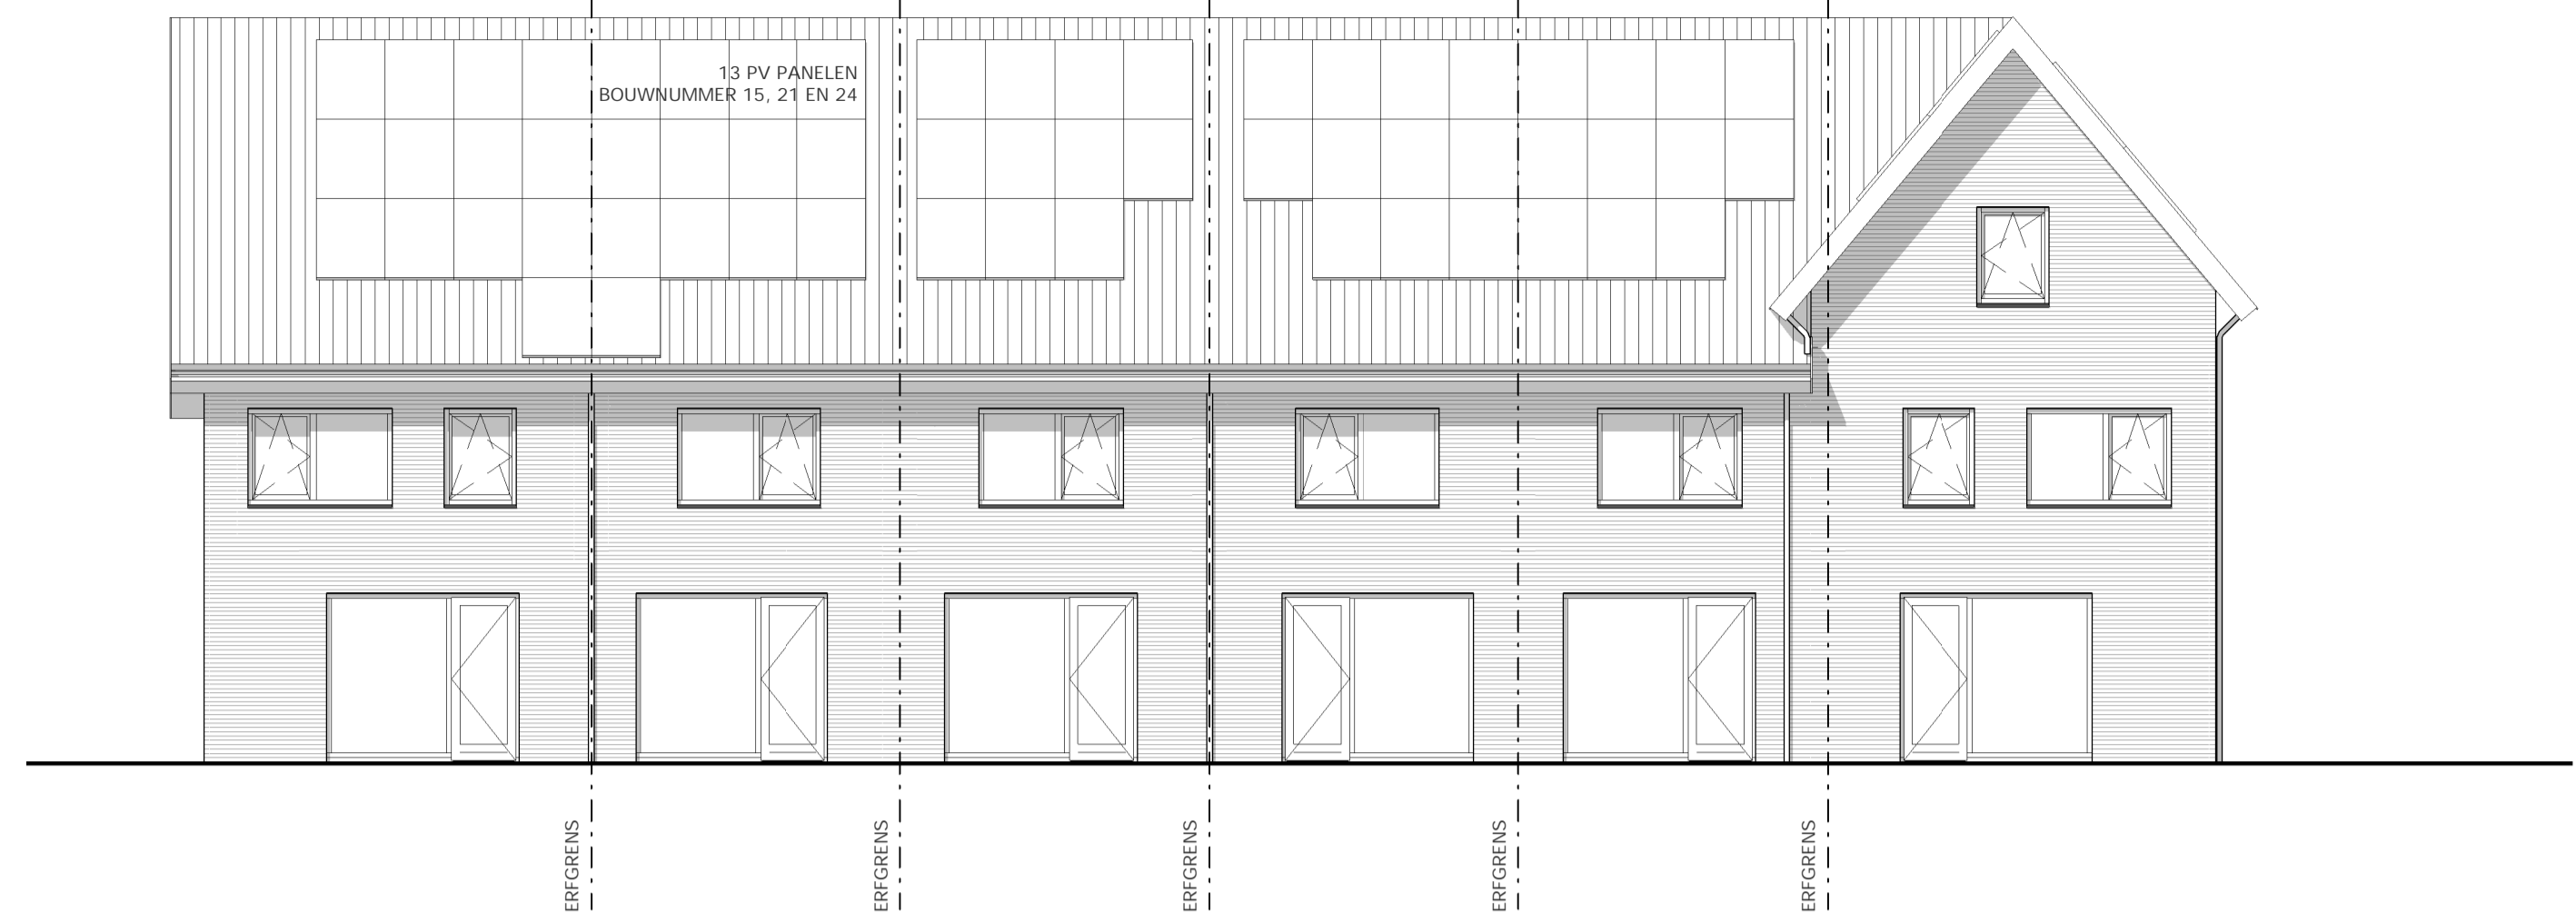 13 PV PANELEN
BOUWNUMMER 15, 21 EN 24
ERFGRENS
ERFGRENS
ERFGRENS
ERFGRENS
ERFGRENS